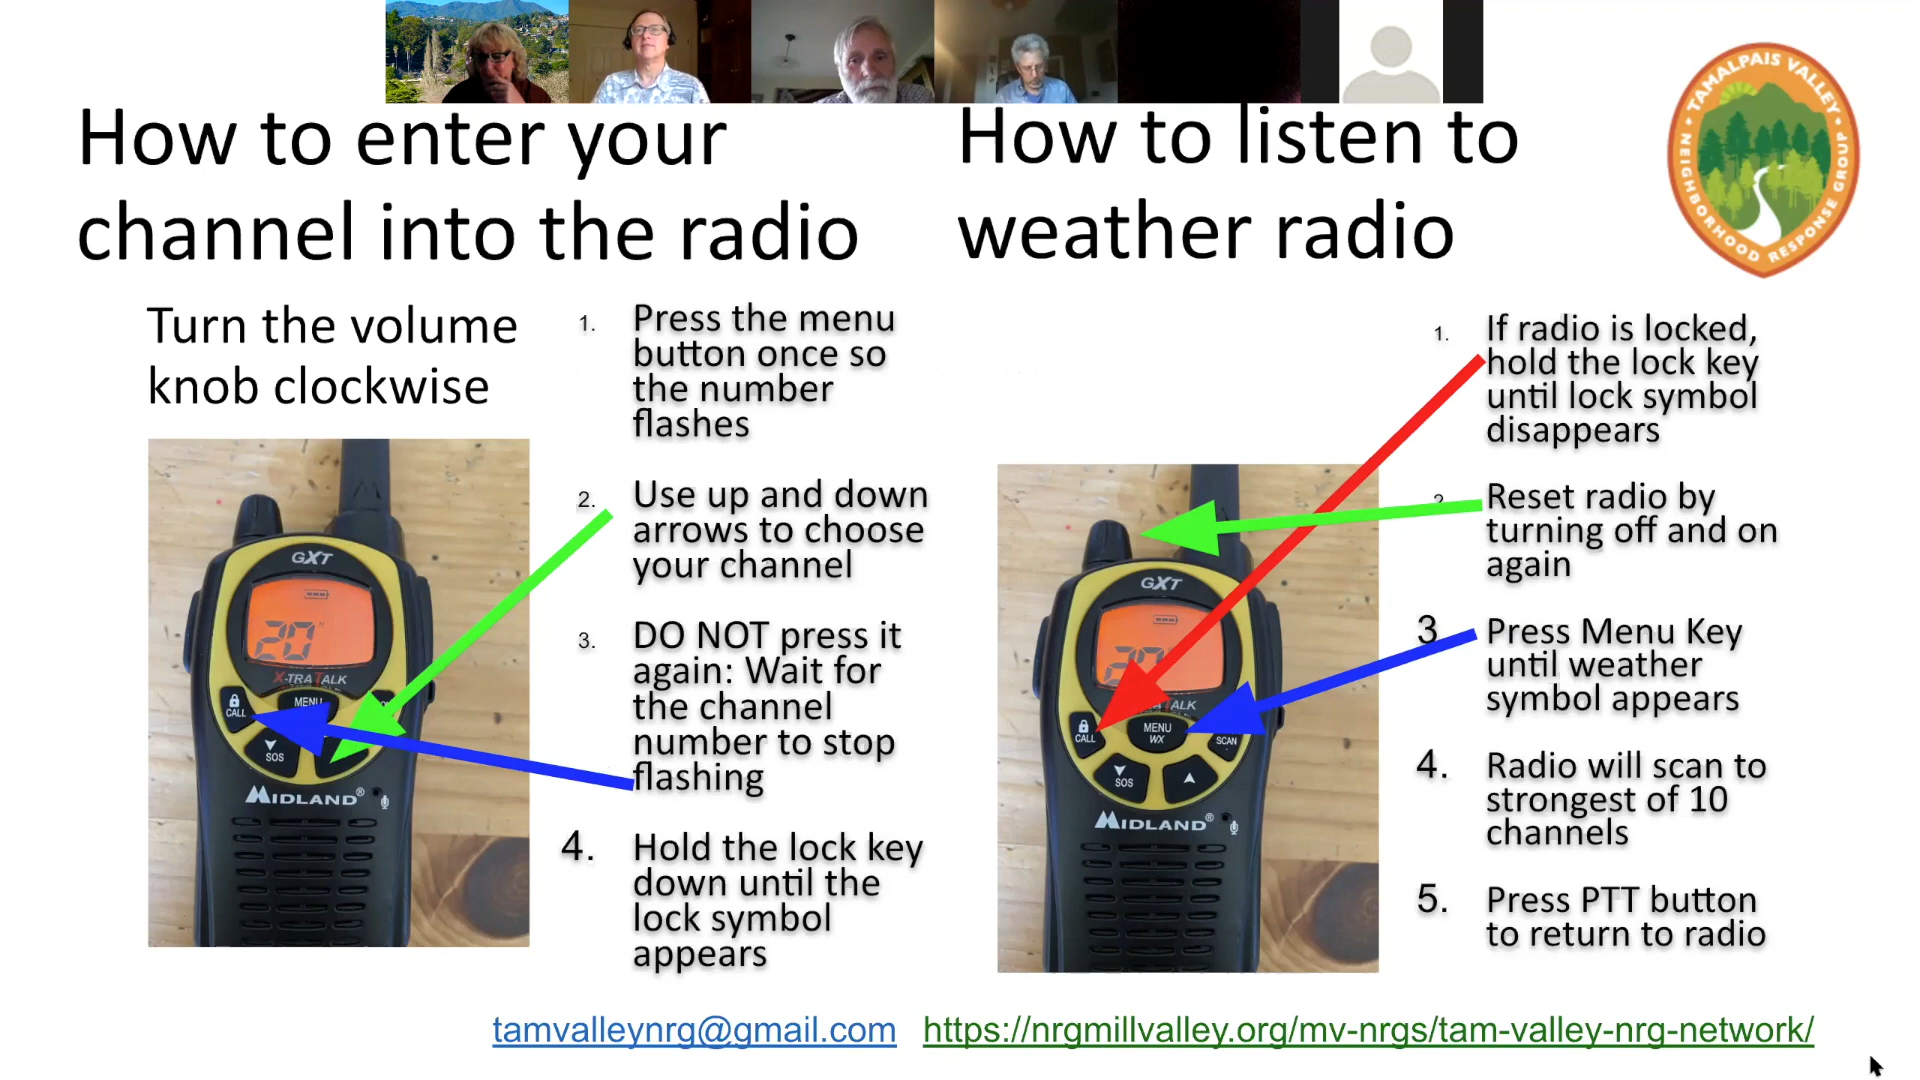 How to enter your
channel into the radio
Turn the volume
knob clockwise
1. Press the menu
button once so
the number
flashes
2. Use up and down
arrows to choose
your channel
3. DO NOT press it
again: Wait for
the channel
number to stop
flashing
4. Hold the lock key
down until the
lock symbol
appears
GXT
20
X-TRA TALK
CALL
MENU
SOS
MIDLAND®
How to listen to
weather radio
TAMALPAIS VALLEY
NEIGHBORHOOD RESPONSE GROUP
1. If radio is locked,
hold the lock key
until lock symbol
disappears
2. Reset radio by
turning off and on
again
3 Press Menu Key
until weather
symbol appears
4. Radio will scan to
strongest of 10
channels
5. Press PTT button
to return to radio
GXT
20
TALK
CALL
MENU
WX
SCAN
SOS
MIDLAND®
tamvalleynrg@gmail.com https://nrgmillvalley.org/mv-nrgs/tam-valley-nrg-network/